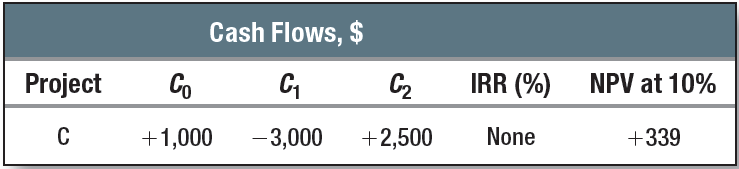 Cash Flows, $
Project C₀ C₁ C₂ IRR (%) NPV at 10%
C +1,000 −3,000 +2,500 None +339